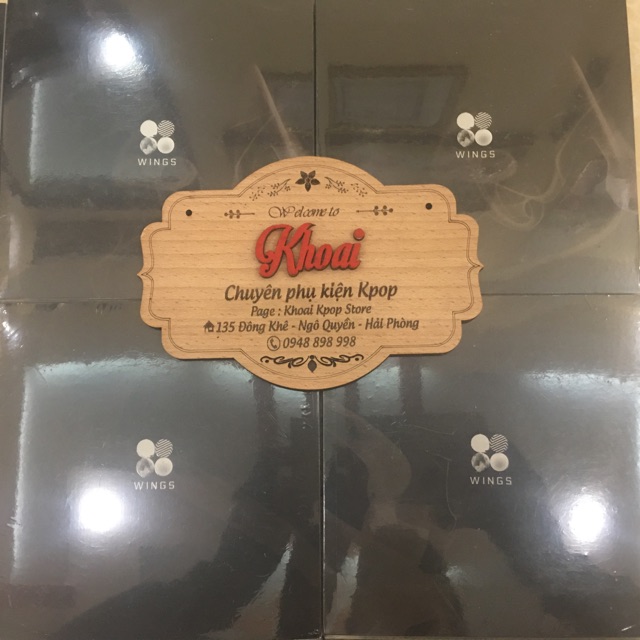 WINGS
WINGS
Welcome to
Khoai
Chuyên phụ kiện Kpop
Page : Khoai Kpop Store
135 Đông Khê - Ngô Quyền - Hải Phòng
0948 898 998
WINGS
WINGS